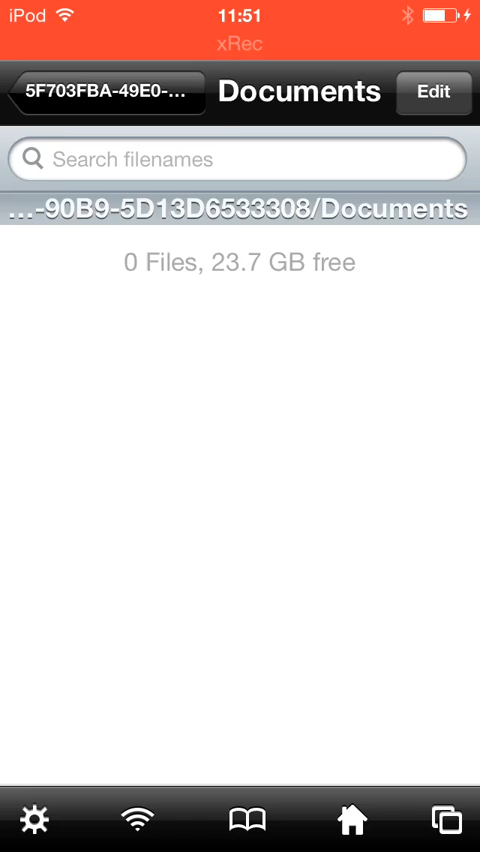 iPod 11:51
xRec
5F703FBA-49E0-... Documents Edit
Search filenames
...-90B9-5D13D6533308/Documents
0 Files, 23.7 GB free